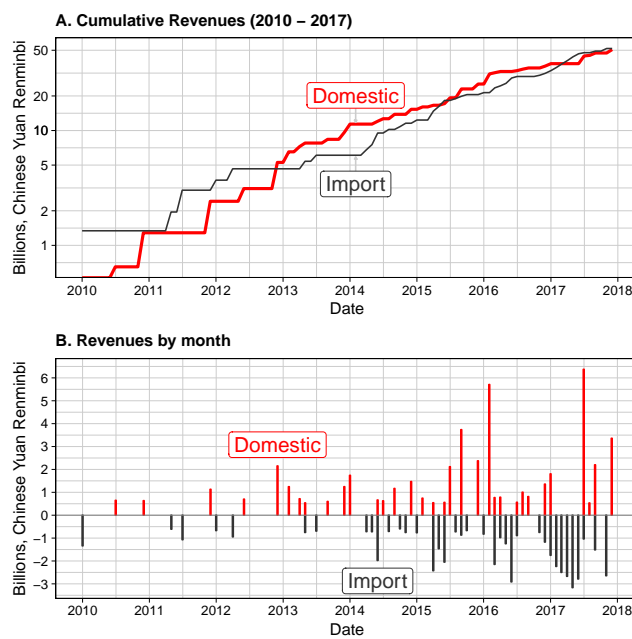 A. Cumulative Revenues (2010 − 2017)
Billions, Chinese Yuan Renminbi
50
20
10
5
2
1
Domestic
Import
2010 2011 2012 2013 2014 2015 2016 2017 2018
Date
B. Revenues by month
Billions, Chinese Yuan Renminbi
6
5
4
3
2
1
0
−1
−2
−3
Domestic
Import
2010 2011 2012 2013 2014 2015 2016 2017 2018
Date